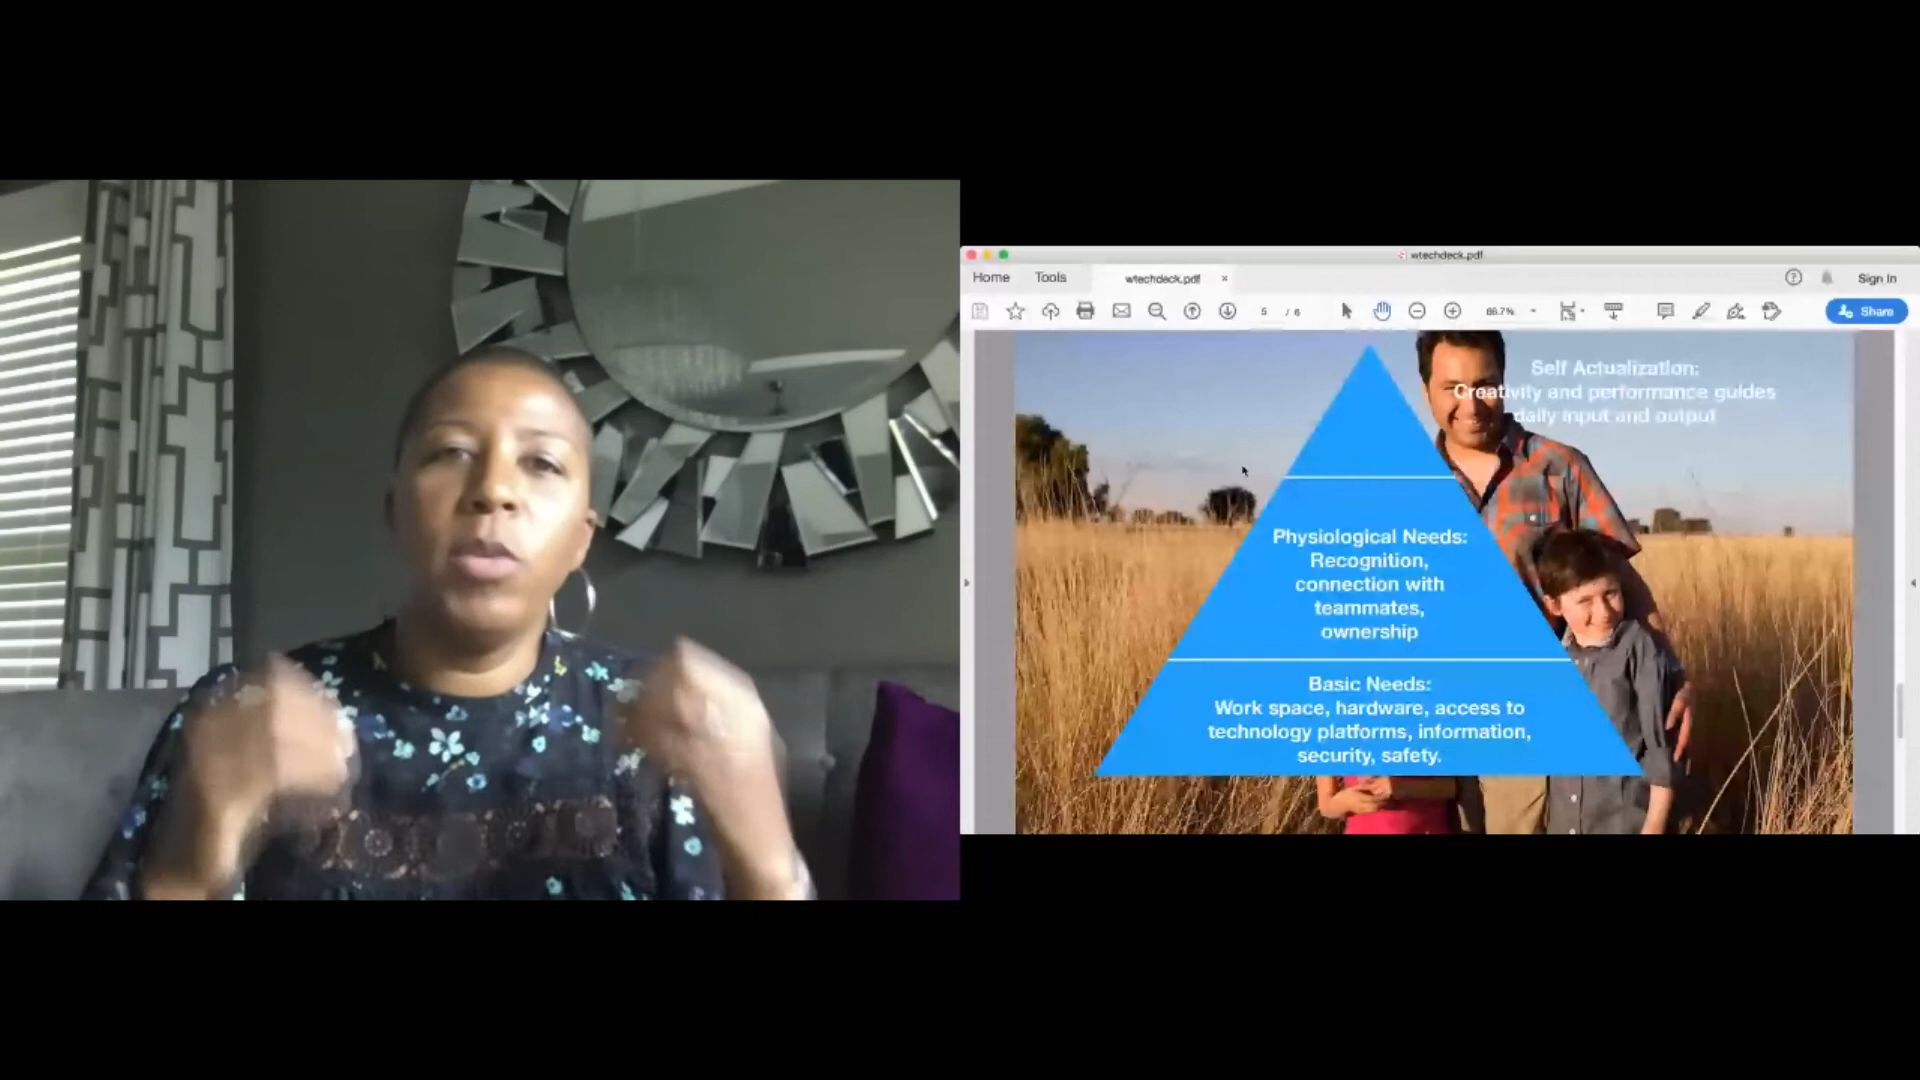 wtechdeck.pdf
Home Tools wtechdeck.pdf × Sign In
5 / 6 86.7% Share
Self Actualization:
Creativity and performance guides
daily input and output
Physiological Needs:
Recognition,
connection with
teammates,
ownership
Basic Needs:
Work space, hardware, access to
technology platforms, information,
security, safety.